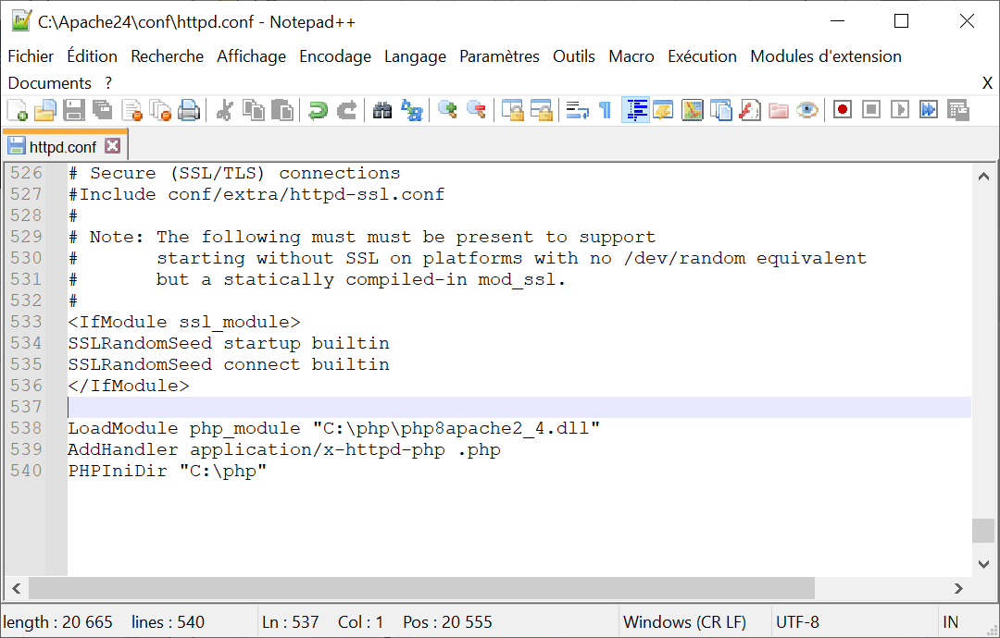 C:\Apache24\conf\httpd.conf - Notepad++
Fichier Édition Recherche Affichage Encodage Langage Paramètres Outils Macro Exécution Modules d'extension
Documents ? X
httpd.conf
526 # Secure (SSL/TLS) connections
527 #Include conf/extra/httpd-ssl.conf
528 #
529 # Note: The following must must be present to support
530 #       starting without SSL on platforms with no /dev/random equivalent
531 #       but a statically compiled-in mod_ssl.
532 #
533 <IfModule ssl_module>
534 SSLRandomSeed startup builtin
535 SSLRandomSeed connect builtin
536 </IfModule>
537
538 LoadModule php_module "C:\php\php8apache2_4.dll"
539 AddHandler application/x-httpd-php .php
540 PHPIniDir "C:\php"
length : 20 665 lines : 540 Ln : 537 Col : 1 Pos : 20 555 Windows (CR LF) UTF-8 IN